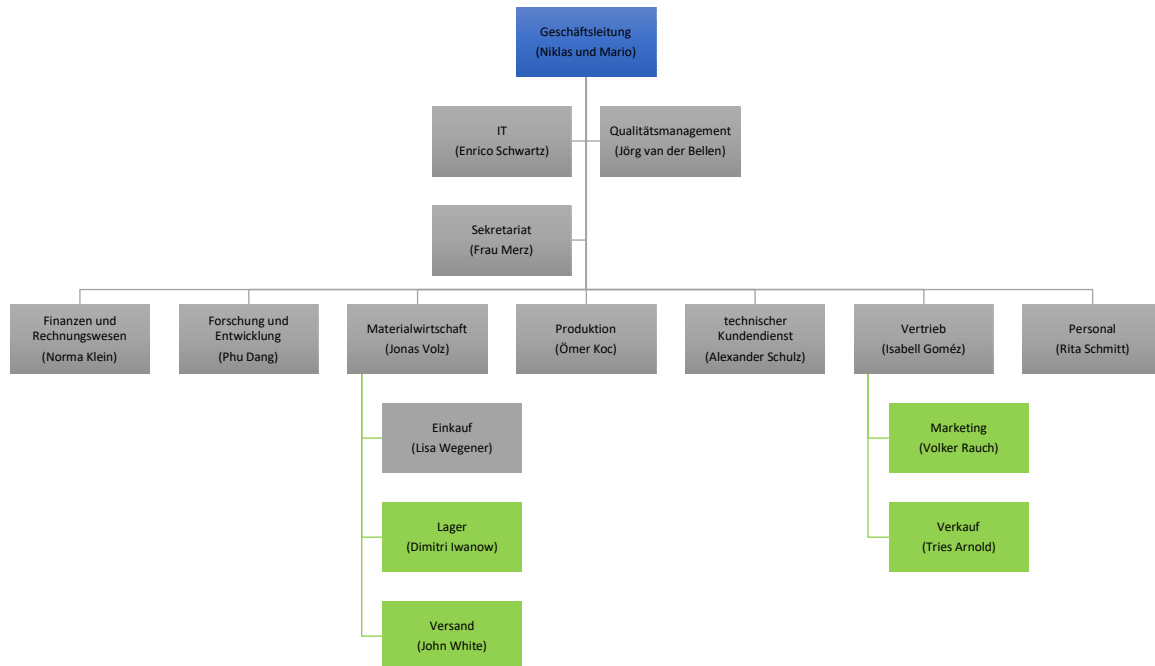 Geschäftsleitung
(Niklas und Mario)
IT
(Enrico Schwartz)
Qualitätsmanagement
(Jörg van der Bellen)
Sekretariat
(Frau Merz)
Finanzen und
Rechnungswesen
(Norma Klein)
Forschung und
Entwicklung
(Phu Dang)
Materialwirtschaft
(Jonas Volz)
Produktion
(Ömer Koc)
technischer
Kundendienst
(Alexander Schulz)
Vertrieb
(Isabell Goméz)
Personal
(Rita Schmitt)
Einkauf
(Lisa Wegener)
Marketing
(Volker Rauch)
Lager
(Dimitri Iwanow)
Verkauf
(Tries Arnold)
Versand
(John White)